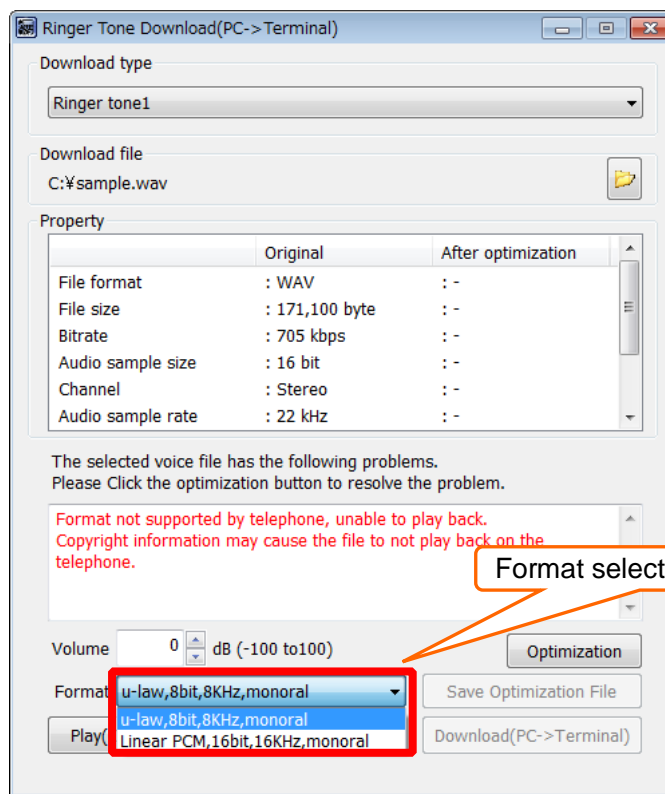 Ringer Tone Download(PC->Terminal)
Download type
Ringer tone1
Download file
C:¥sample.wav
Property
Original After optimization
File format : WAV : -
File size : 171,100 byte : -
Bitrate : 705 kbps : -
Audio sample size : 16 bit : -
Channel : Stereo : -
Audio sample rate : 22 kHz : -
The selected voice file has the following problems.
Please Click the optimization button to resolve the problem.
Format not supported by telephone, unable to play back.
Copyright information may cause the file to not play back on the
telephone.
Format select
Volume 0 dB (-100 to100) Optimization
Format u-law,8bit,8KHz,monoral Save Optimization File
u-law,8bit,8KHz,monoral
Play( Linear PCM,16bit,16KHz,monoral Download(PC->Terminal)